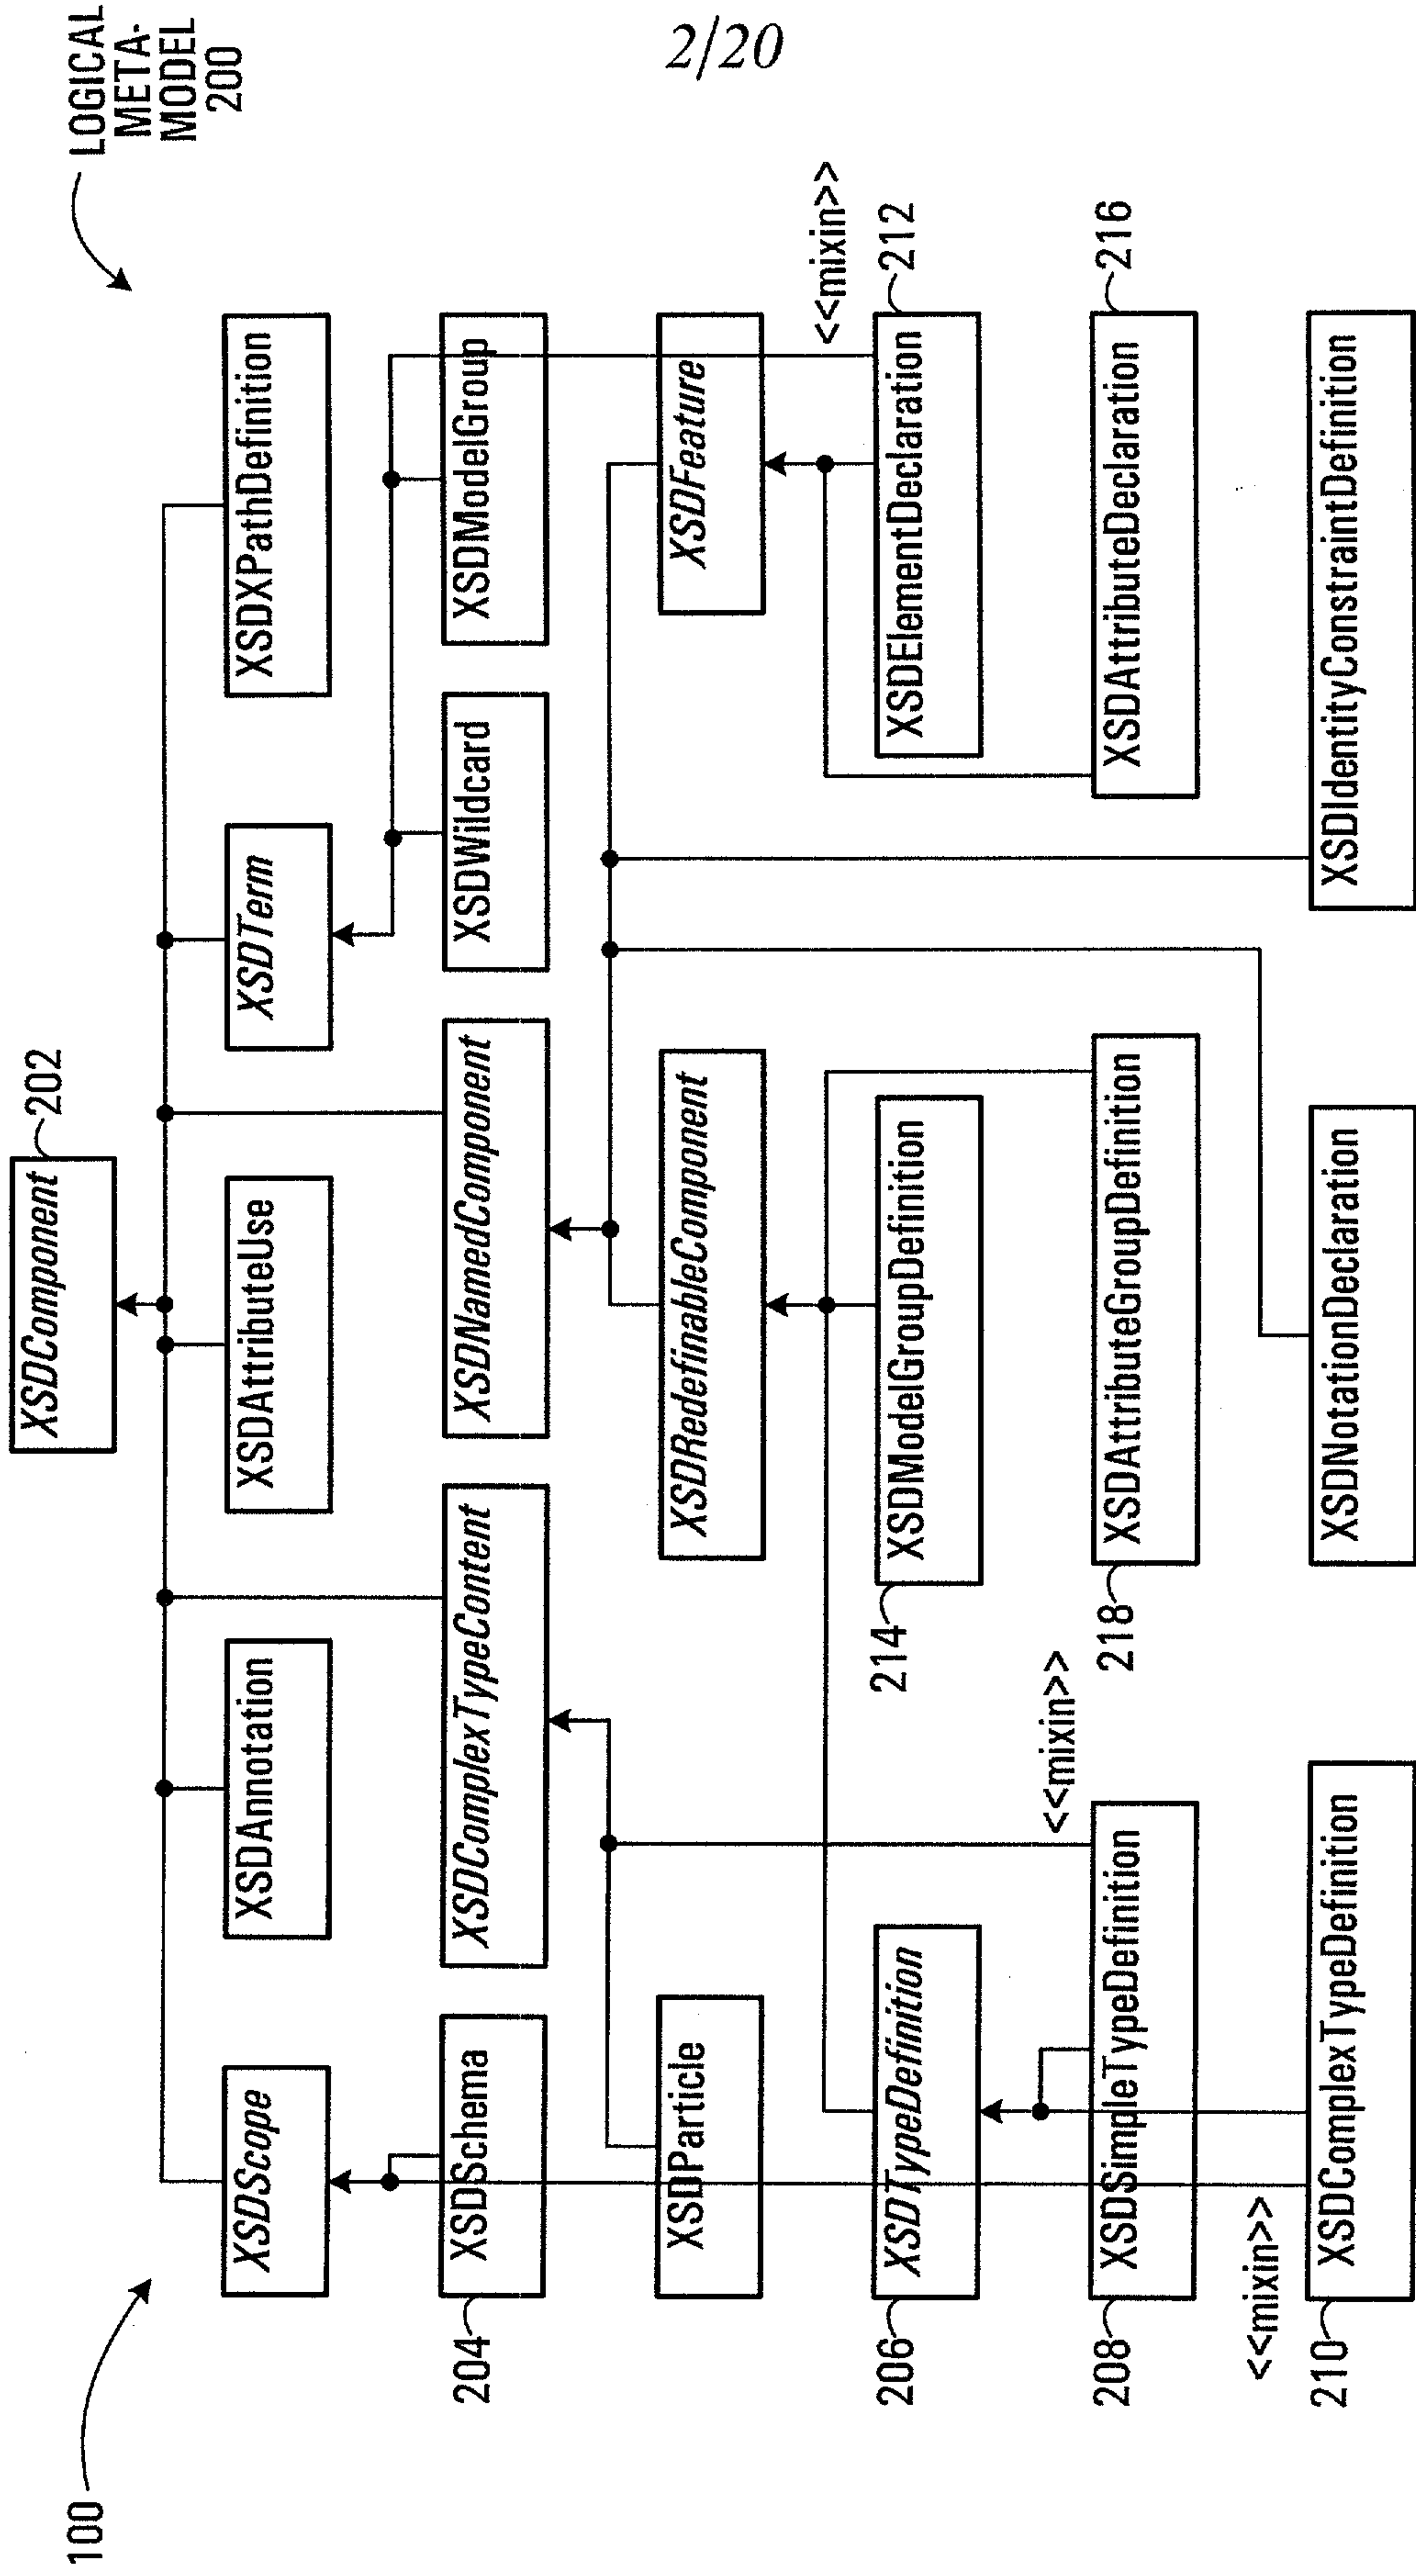 2/20
LOGICAL
META-
MODEL
200
100
XSDComponent
202
XSDScope
XSDAnnotation
XSDAttributeUse
XSDTerm
XSDXPathDefinition
XSDSchema
204
XSDComplexTypeContent
XSDNamedComponent
XSDWildcard
XSDModelGroup
XSDParticle
XSDRedefinableComponent
XSDFeature
<<mixin>>
XSDTypeDefinition
206
XSDModelGroupDefinition
214
XSDElementDeclaration
212
<<mixin>>
XSDSimpleTypeDefinition
208
XSDAttributeGroupDefinition
218
XSDAttributeDeclaration
216
<<mixin>>
XSDComplexTypeDefinition
210
XSDNotationDeclaration
XSDIdentityConstraintDefinition